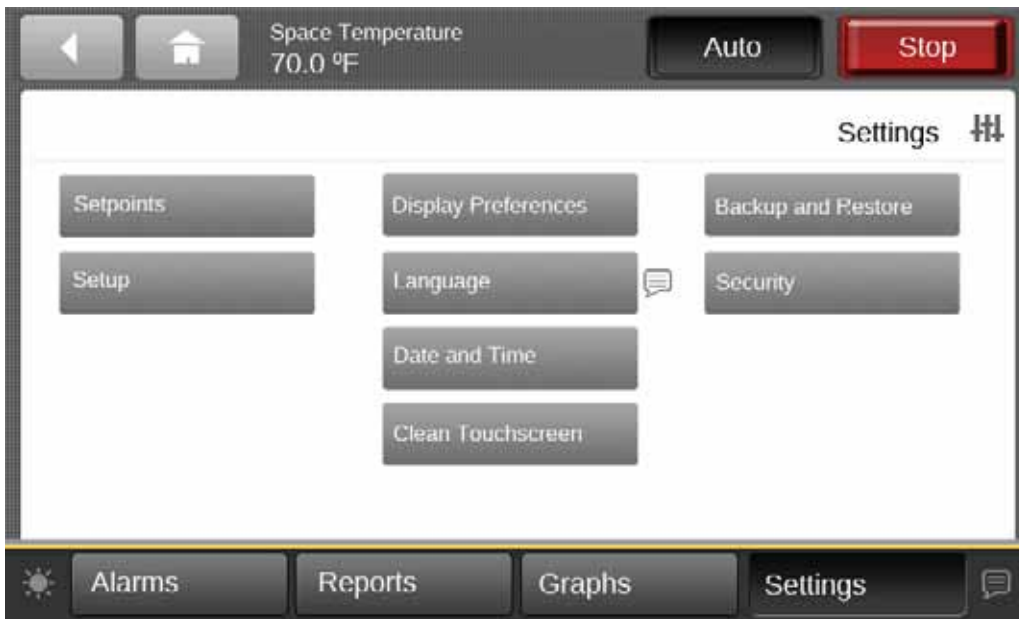 Space Temperature
70.0 ºF
Auto
Stop
Settings
Setpoints
Display Preferences
Backup and Restore
Setup
Language
Security
Date and Time
Clean Touchscreen
Alarms
Reports
Graphs
Settings